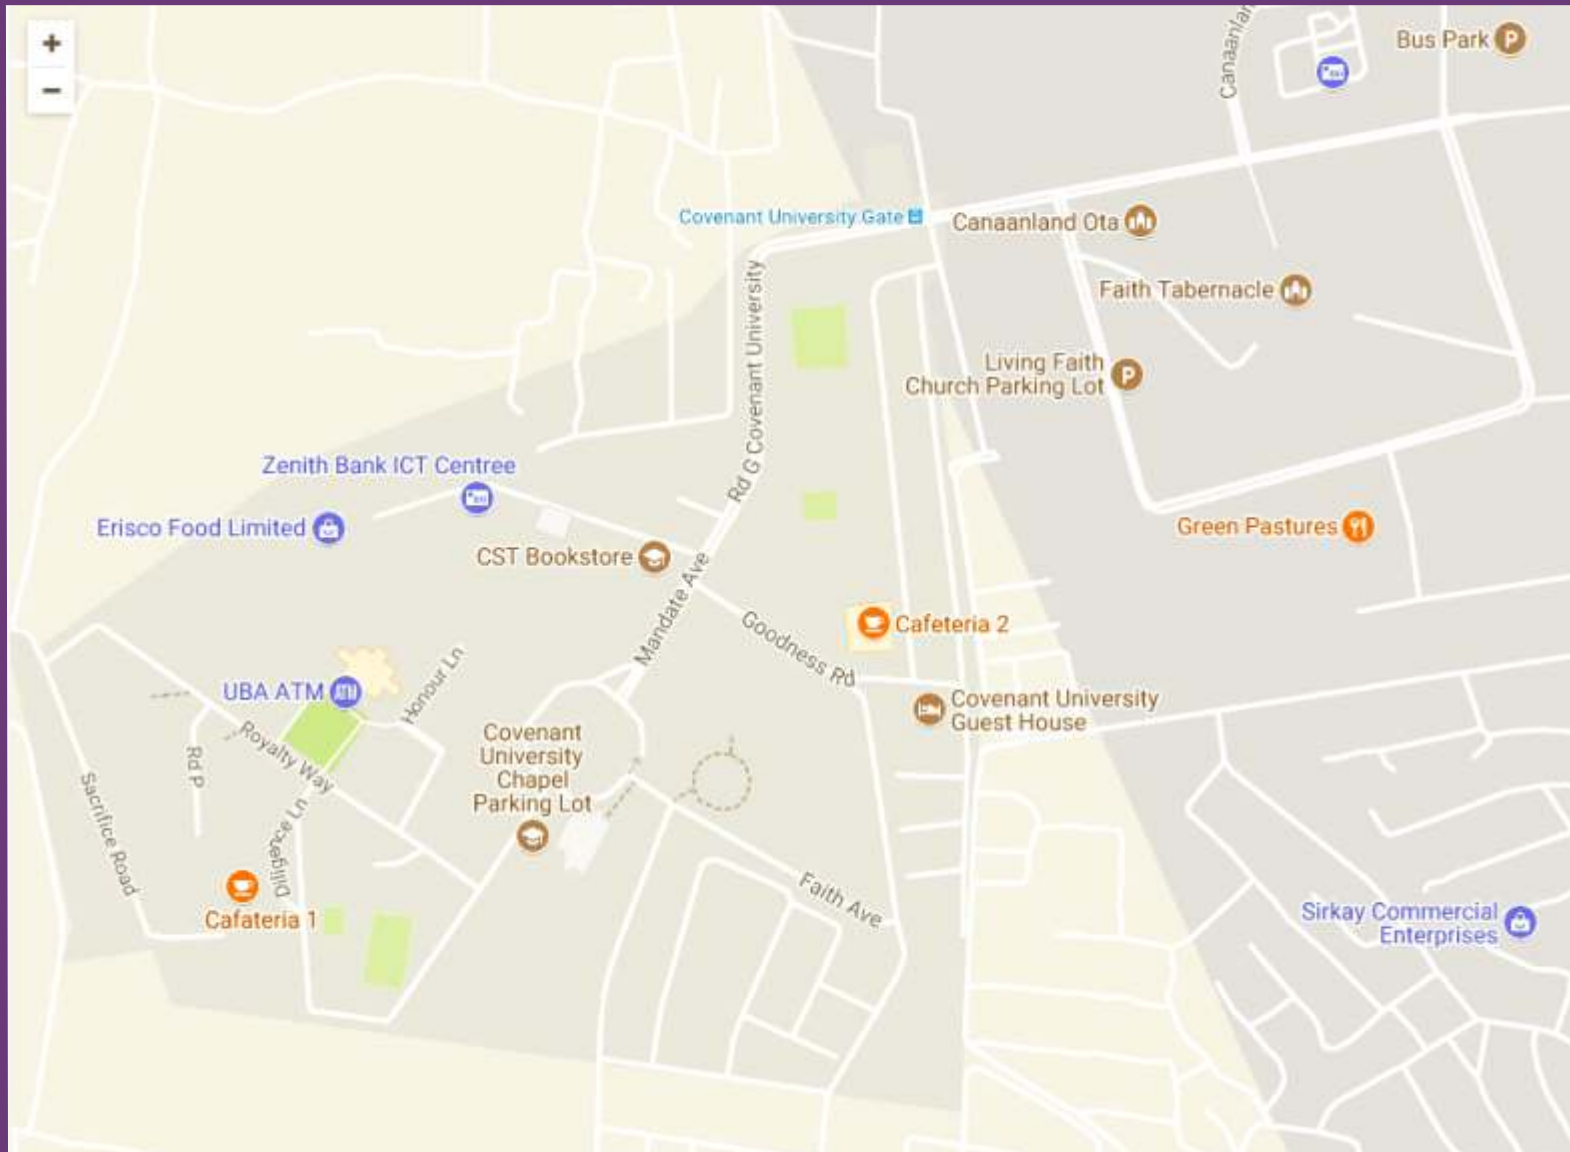 +
−
Canaanlan
Bus Park P
Covenant University Gate
Canaanland Ota
Faith Tabernacle
Rd G Covenant University
Living Faith
Church Parking Lot P
Zenith Bank ICT Centree
Erisco Food Limited
CST Bookstore
Green Pastures
Mandate Ave
Goodness Rd
Cafeteria 2
UBA ATM
Honour Ln
Covenant University
Guest House
Covenant
University
Chapel
Parking Lot
Royalty Way
Rd P
Sacrifice Road
Diligence Ln
Cafateria 1
Faith Ave
Sirkay Commercial
Enterprises